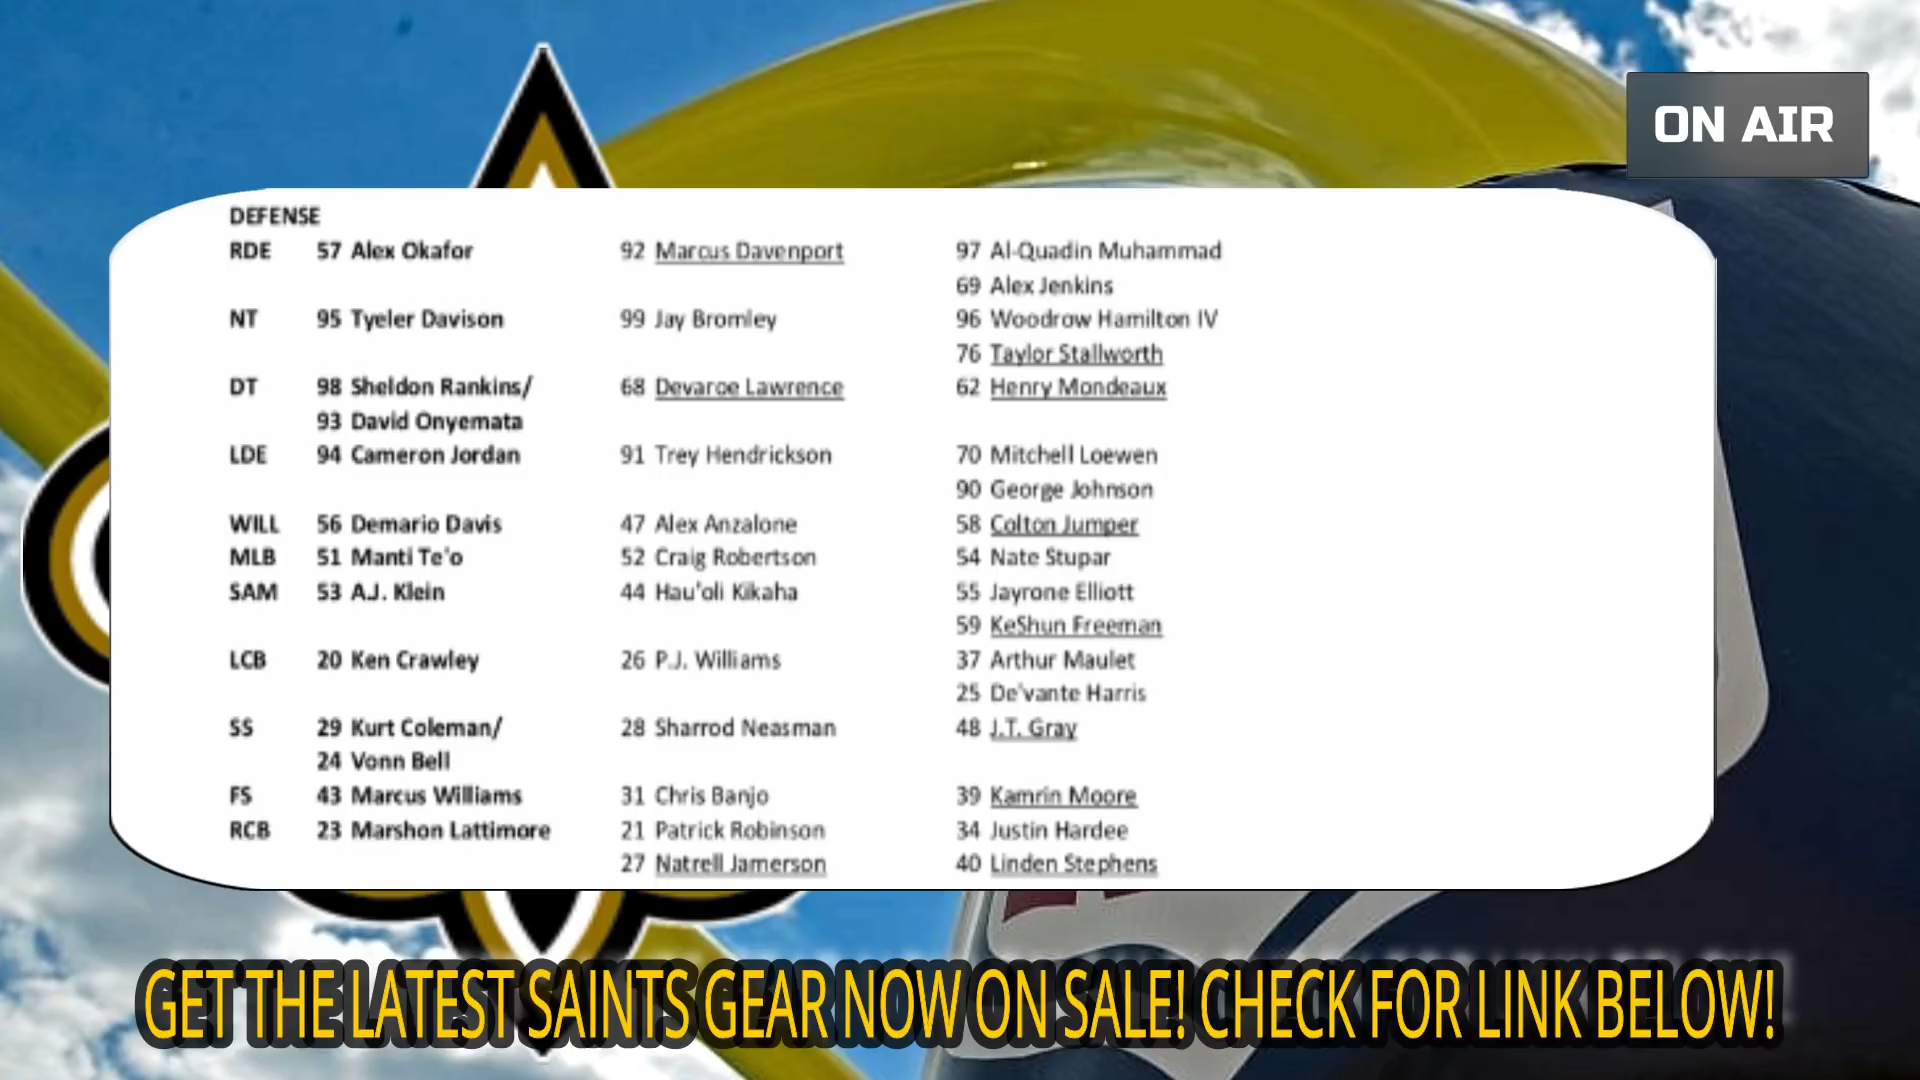 ON AIR
DEFENSE
RDE 57 Alex Okafor 92 Marcus Davenport 97 Al-Quadin Muhammad
69 Alex Jenkins
NT 95 Tyeler Davison 99 Jay Bromley 96 Woodrow Hamilton IV
76 Taylor Stallworth
DT 98 Sheldon Rankins/ 68 Devaroe Lawrence 62 Henry Mondeaux
93 David Onyemata
LDE 94 Cameron Jordan 91 Trey Hendrickson 70 Mitchell Loewen
90 George Johnson
WILL 56 Demario Davis 47 Alex Anzalone 58 Colton Jumper
MLB 51 Manti Te'o 52 Craig Robertson 54 Nate Stupar
SAM 53 A.J. Klein 44 Hau'oli Kikaha 55 Jayrone Elliott
59 KeShun Freeman
LCB 20 Ken Crawley 26 P.J. Williams 37 Arthur Maulet
25 De'vante Harris
SS 29 Kurt Coleman/ 28 Sharrod Neasman 48 J.T. Gray
24 Vonn Bell
FS 43 Marcus Williams 31 Chris Banjo 39 Kamrin Moore
RCB 23 Marshon Lattimore 21 Patrick Robinson 34 Justin Hardee
27 Natrell Jamerson 40 Linden Stephens
GET THE LATEST SAINTS GEAR NOW ON SALE! CHECK FOR LINK BELOW!